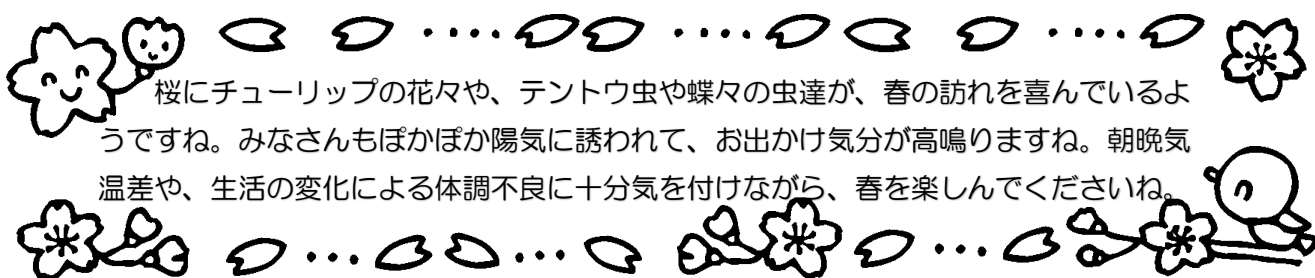 桜にチューリップの花々や、テントウ虫や蝶々の虫達が、春の訪れを喜んでいるよ
うですね。みなさんもぽかぽか陽気に誘われて、お出かけ気分が高鳴りますね。朝晩気
温差や、生活の変化による体調不良に十分気を付けながら、春を楽しんでくださいね。